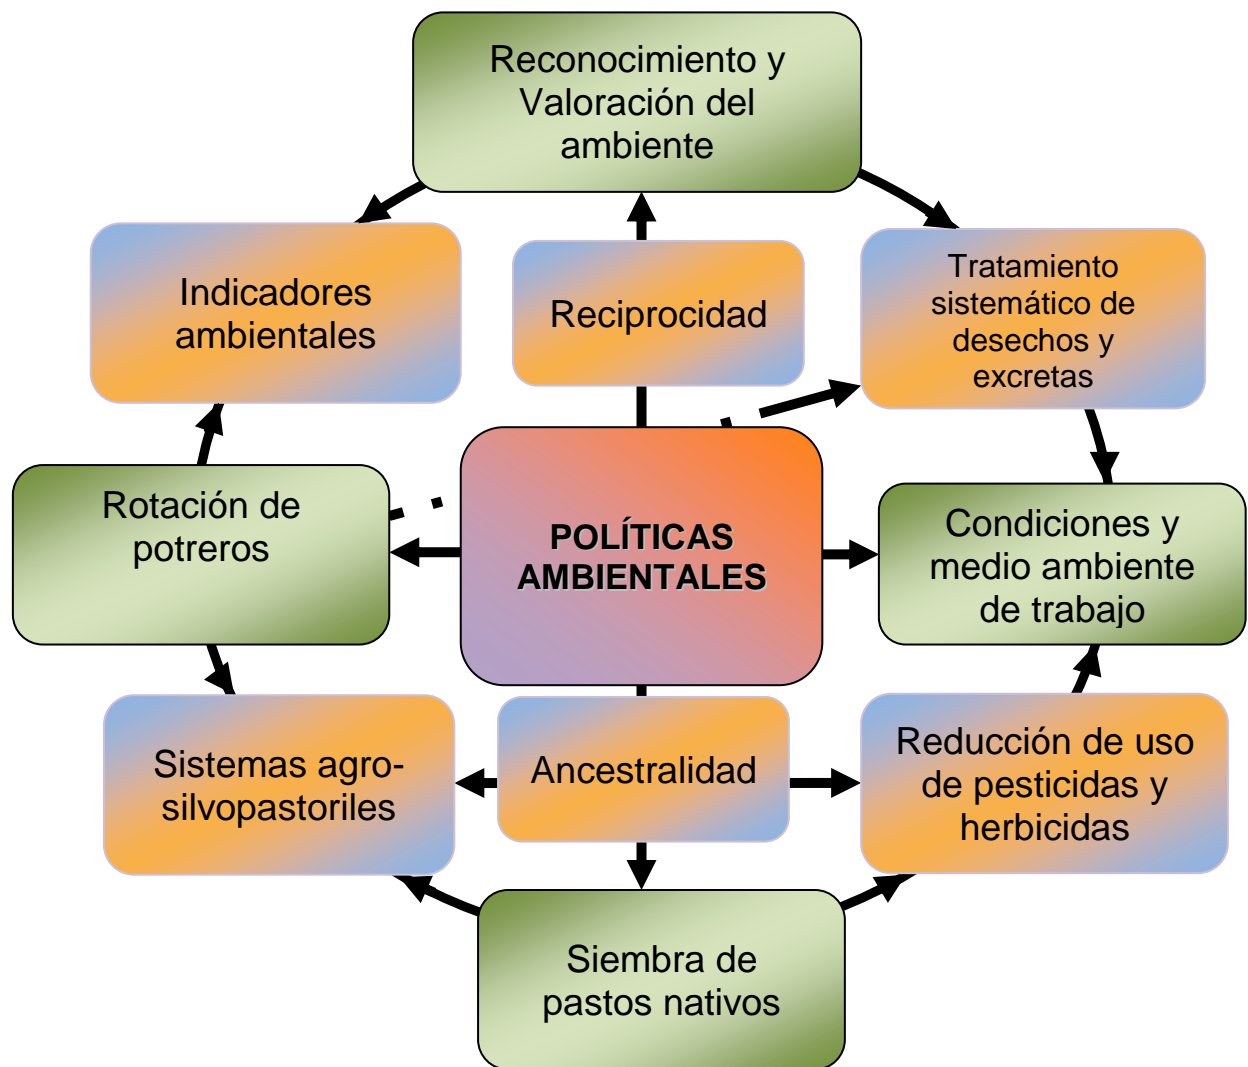 Reconocimiento y
Valoración del
ambiente
Indicadores
ambientales
Reciprocidad
Tratamiento
sistemático de
desechos y
excretas
Rotación de
potreros
POLÍTICAS
AMBIENTALES
Condiciones y
medio ambiente
de trabajo
Sistemas agro-
silvopastoriles
Ancestralidad
Reducción de uso
de pesticidas y
herbicidas
Siembra de
pastos nativos